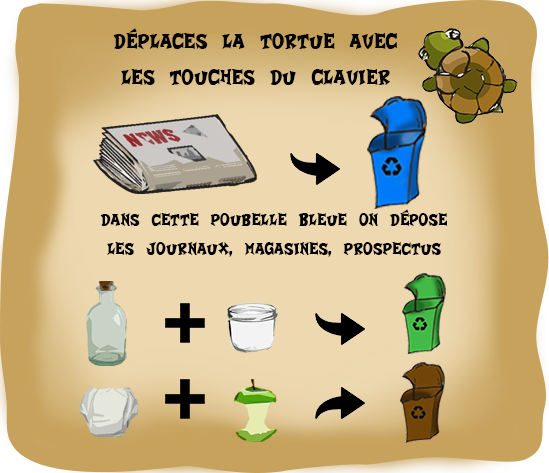 DÉPLACES LA TORTUE AVEC
LES TOUCHES DU CLAVIER
NEWS
DANS CETTE POUBELLE BLEUE ON DÉPOSE
LES JOURNAUX, MAGASINES, PROSPECTUS